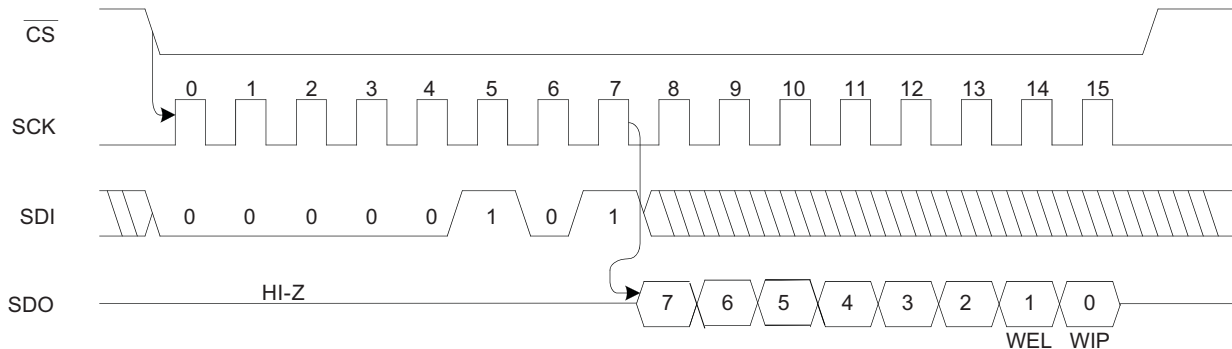 CS
0 1 2 3 4 5 6 7 8 9 10 11 12 13 14 15
SCK
SDI 0 0 0 0 0 1 0 1
HI-Z
SDO 7 6 5 4 3 2 1 0
WEL WIP